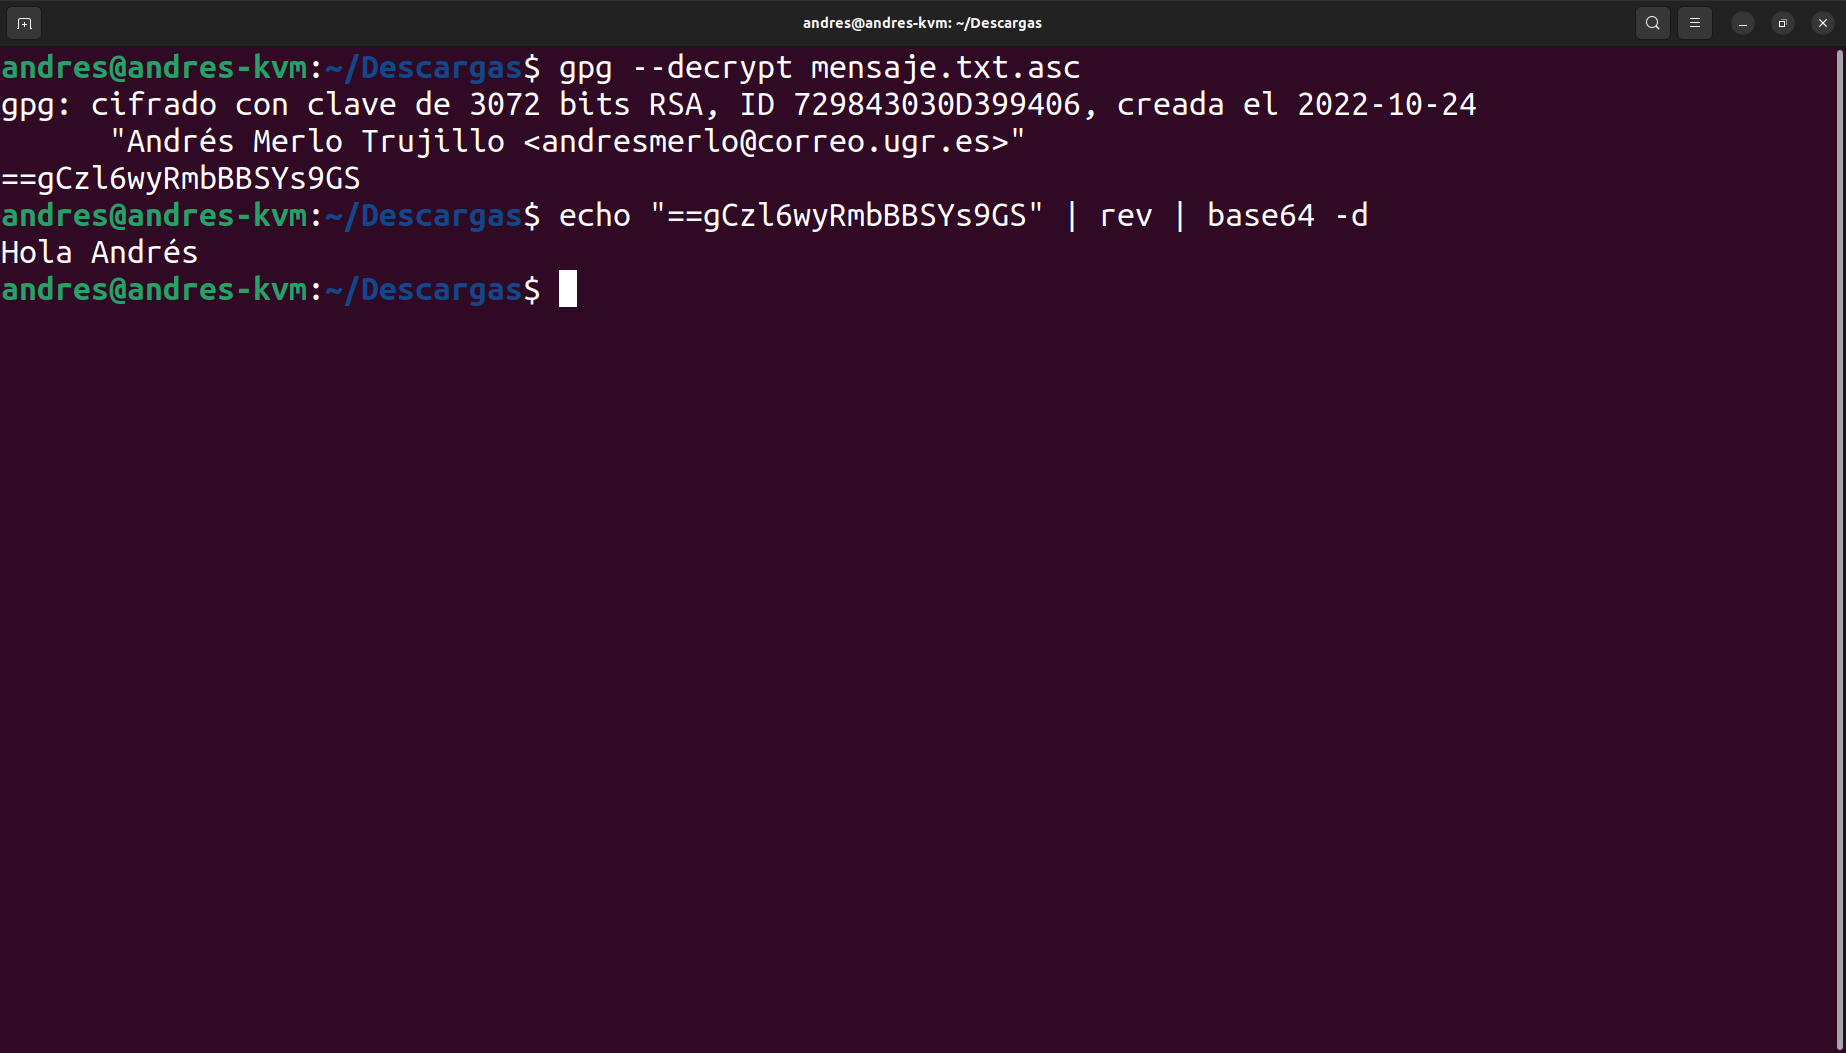 andres@andres-kvm: ~/Descargas
andres@andres-kvm:~/Descargas$ gpg --decrypt mensaje.txt.asc
gpg: cifrado con clave de 3072 bits RSA, ID 729843030D399406, creada el 2022-10-24
      "Andrés Merlo Trujillo <andresmerlo@correo.ugr.es>"
==gCzl6wyRmbBBSYs9GS
andres@andres-kvm:~/Descargas$ echo "==gCzl6wyRmbBBSYs9GS" | rev | base64 -d
Hola Andrés
andres@andres-kvm:~/Descargas$